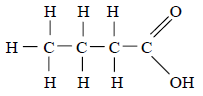 H H H O
H — C — C — C — C
H H H OH